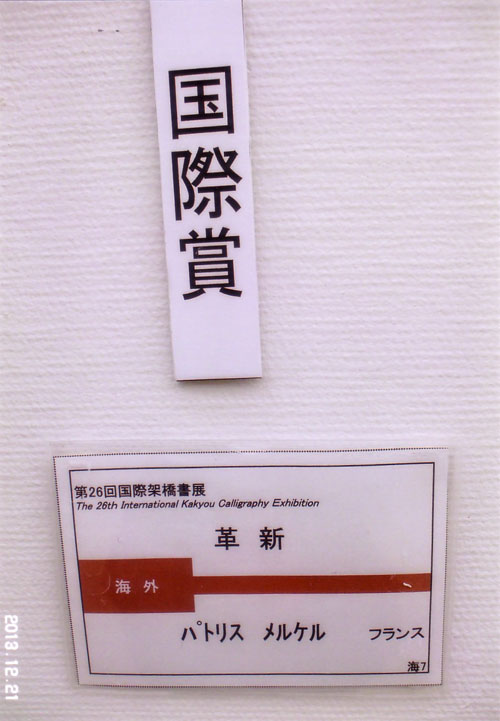 国際賞
第26回国際架橋書展
The 26th International Kakyou Calligraphy Exhibition
革新
海外
パトリス メルケル フランス
海7
2013.12.21